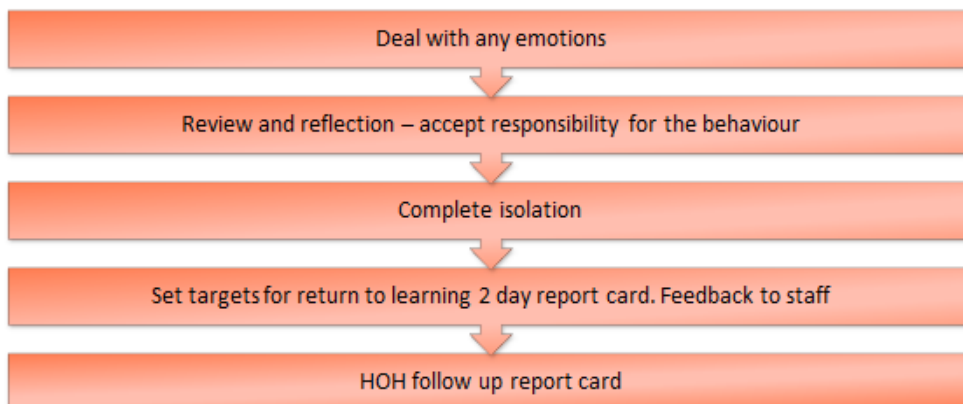 Deal with any emotions
Review and reflection – accept responsibility for the behaviour
Complete isolation
Set targets for return to learning 2 day report card. Feedback to staff
HOH follow up report card